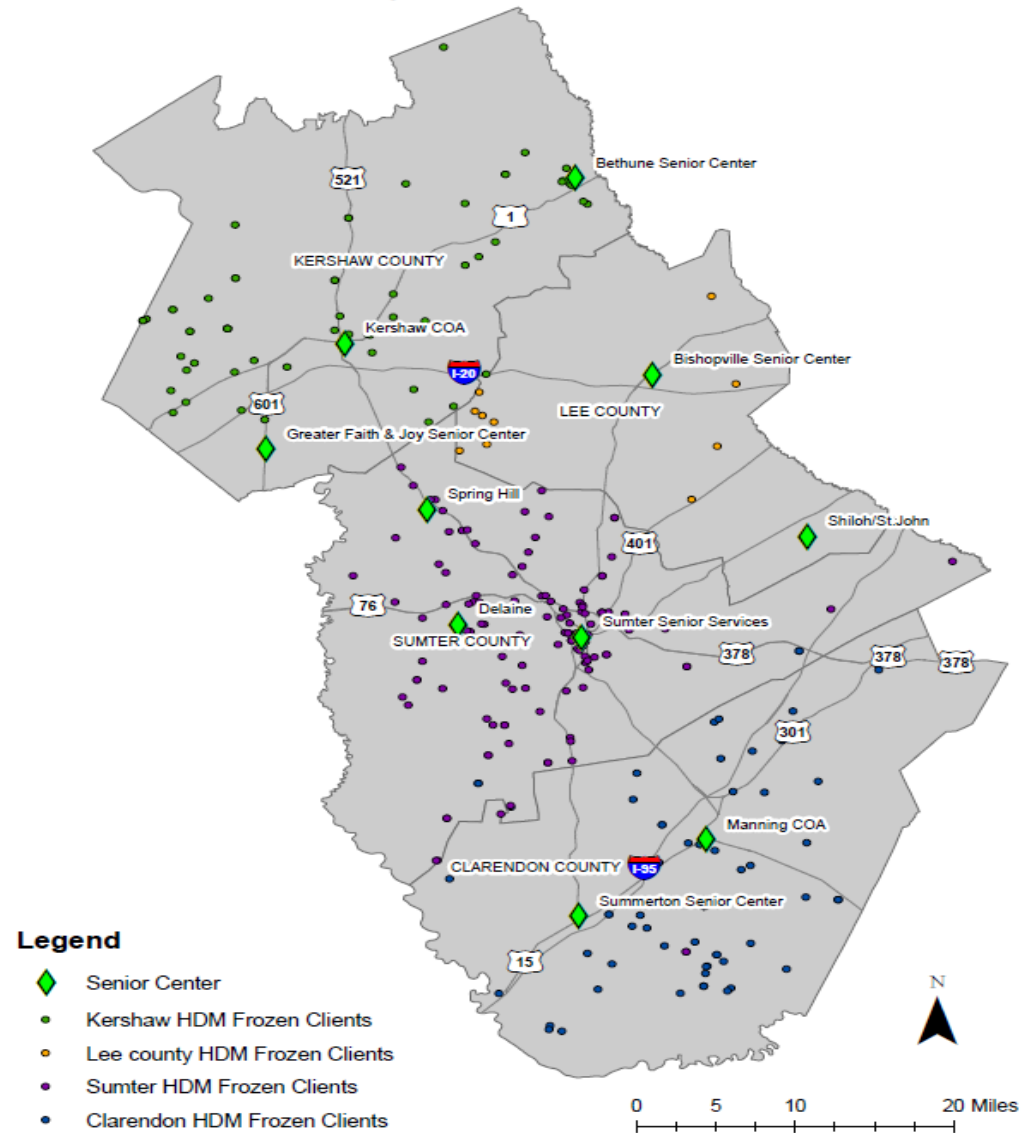 Bethune Senior Center
521
1
KERSHAW COUNTY
Kershaw COA
Bishopville Senior Center
I-20
LEE COUNTY
601
Greater Faith & Joy Senior Center
Spring Hill
Shiloh/St.John
401
76
Delaine
Sumter Senior Services
SUMTER COUNTY
378
378
378
301
Manning COA
CLARENDON COUNTY
I-95
Summerton Senior Center
15
Legend
Senior Center
Kershaw HDM Frozen Clients
Lee county HDM Frozen Clients
Sumter HDM Frozen Clients
Clarendon HDM Frozen Clients
N
0 5 10 20 Miles